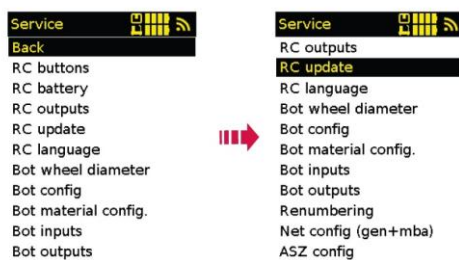 Service
Back
RC buttons
RC battery
RC outputs
RC update
RC language
Bot wheel diameter
Bot config
Bot material config.
Bot inputs
Bot outputs
Service
RC outputs
RC update
RC language
Bot wheel diameter
Bot config
Bot material config.
Bot inputs
Bot outputs
Renumbering
Net config (gen+mba)
ASZ config